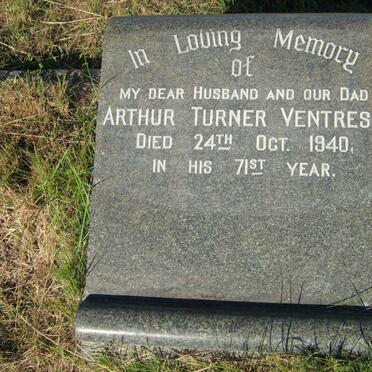 In Loving Memory
of
MY DEAR HUSBAND AND OUR DAD
ARTHUR TURNER VENTRESS
DIED 24TH OCT. 1940,
IN HIS 71ST YEAR.